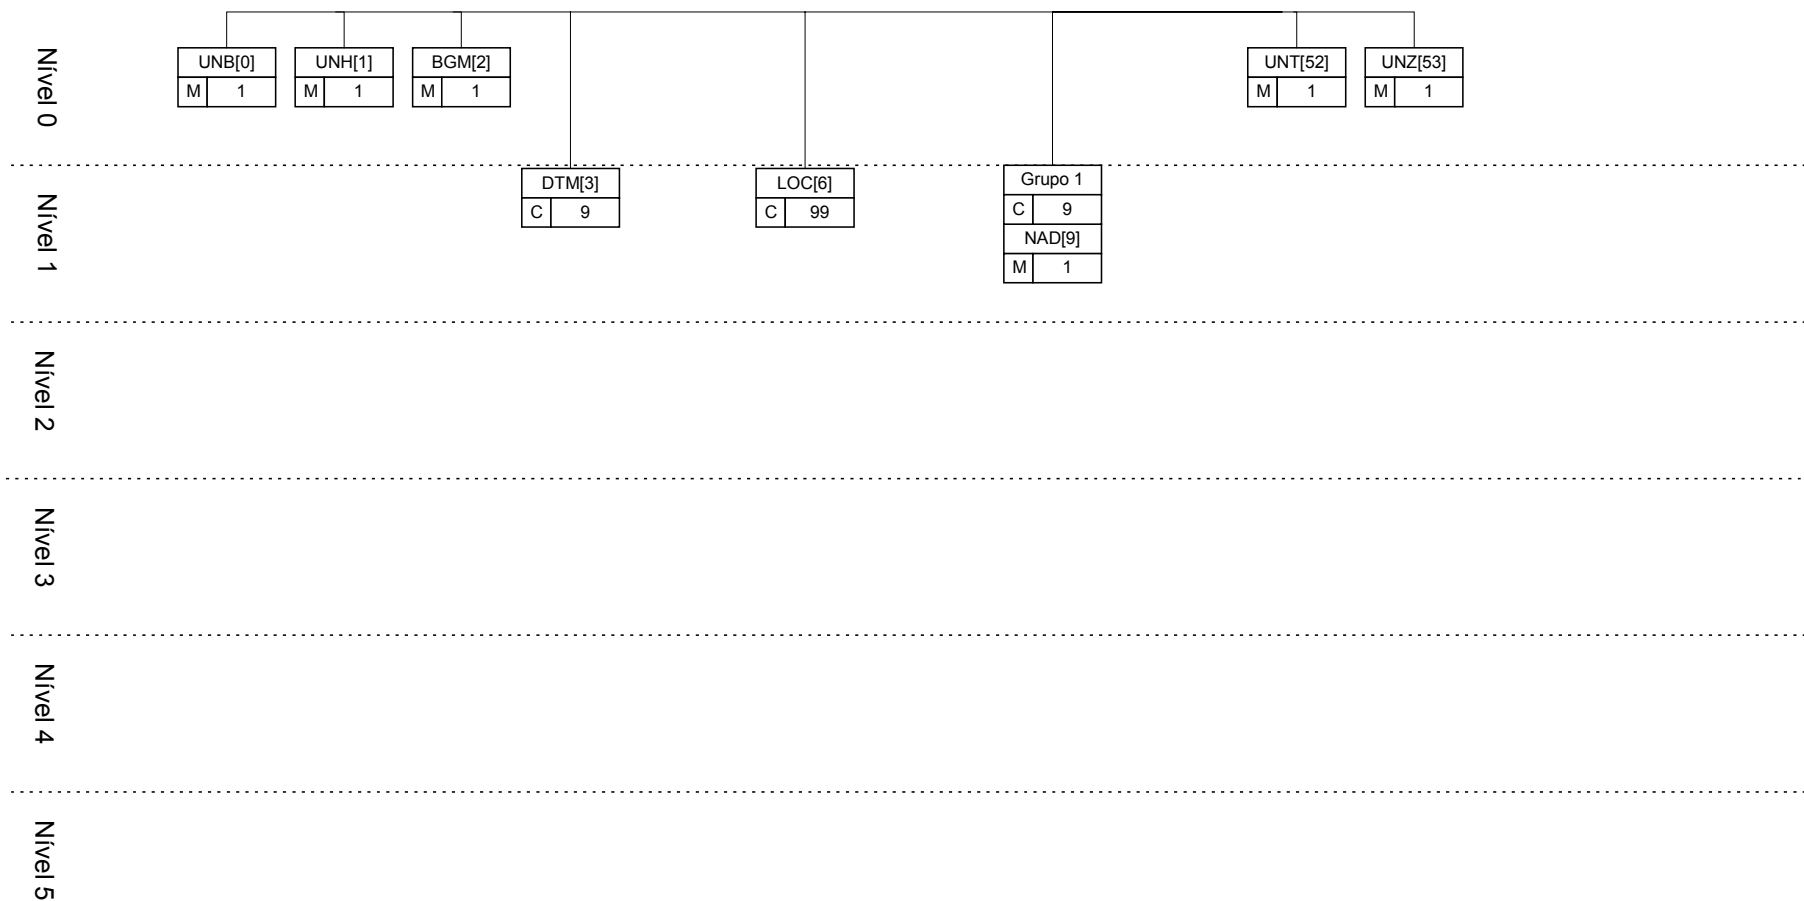 Nível 0
UNB[0]
M 1
UNH[1]
M 1
BGM[2]
M 1
UNT[52]
M 1
UNZ[53]
M 1
Nível 1
DTM[3]
C 9
LOC[6]
C 99
Grupo 1
C 9
NAD[9]
M 1
Nível 2
Nível 3
Nível 4
Nível 5